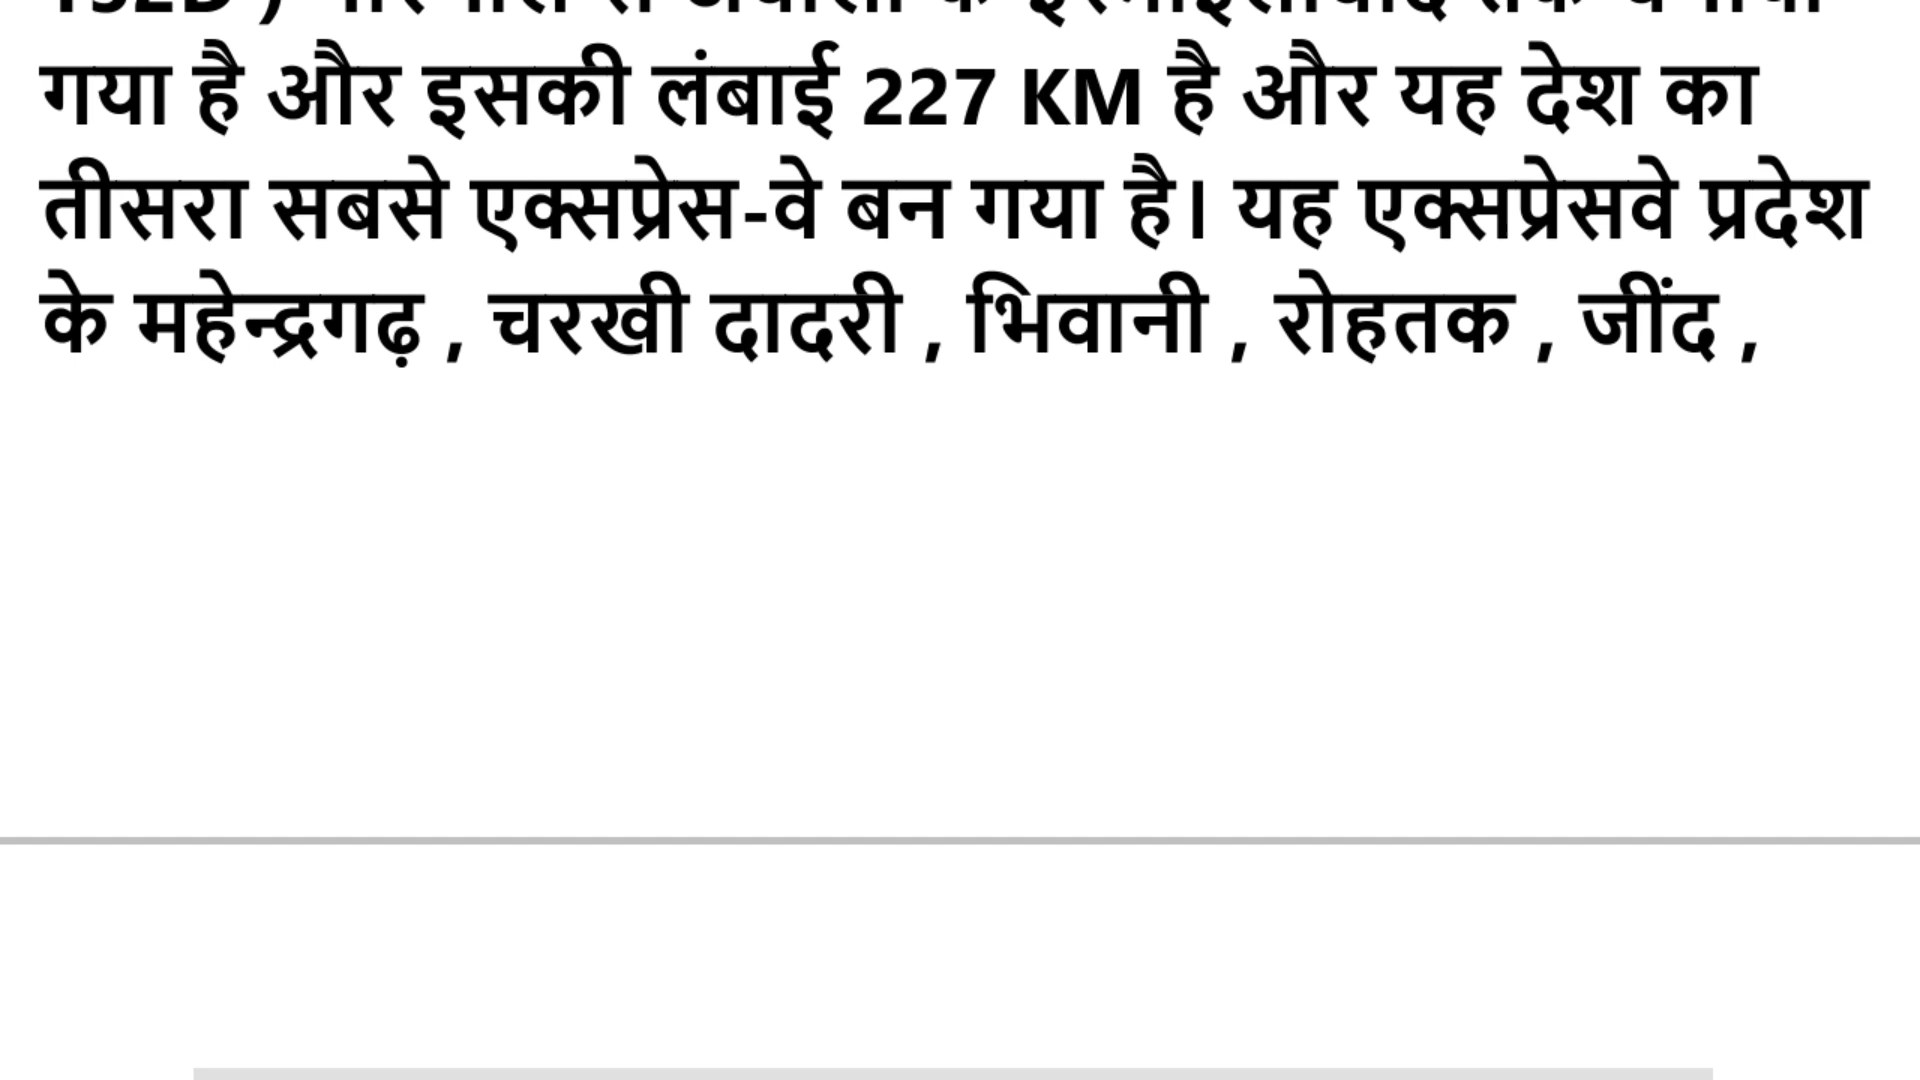 गया है और इसकी लंबाई 227 KM है और यह देश का
तीसरा सबसे एक्सप्रेस-वे बन गया है। यह एक्सप्रेसवे प्रदेश
के महेन्द्रगढ़ , चरखी दादरी , भिवानी , रोहतक , जींद ,